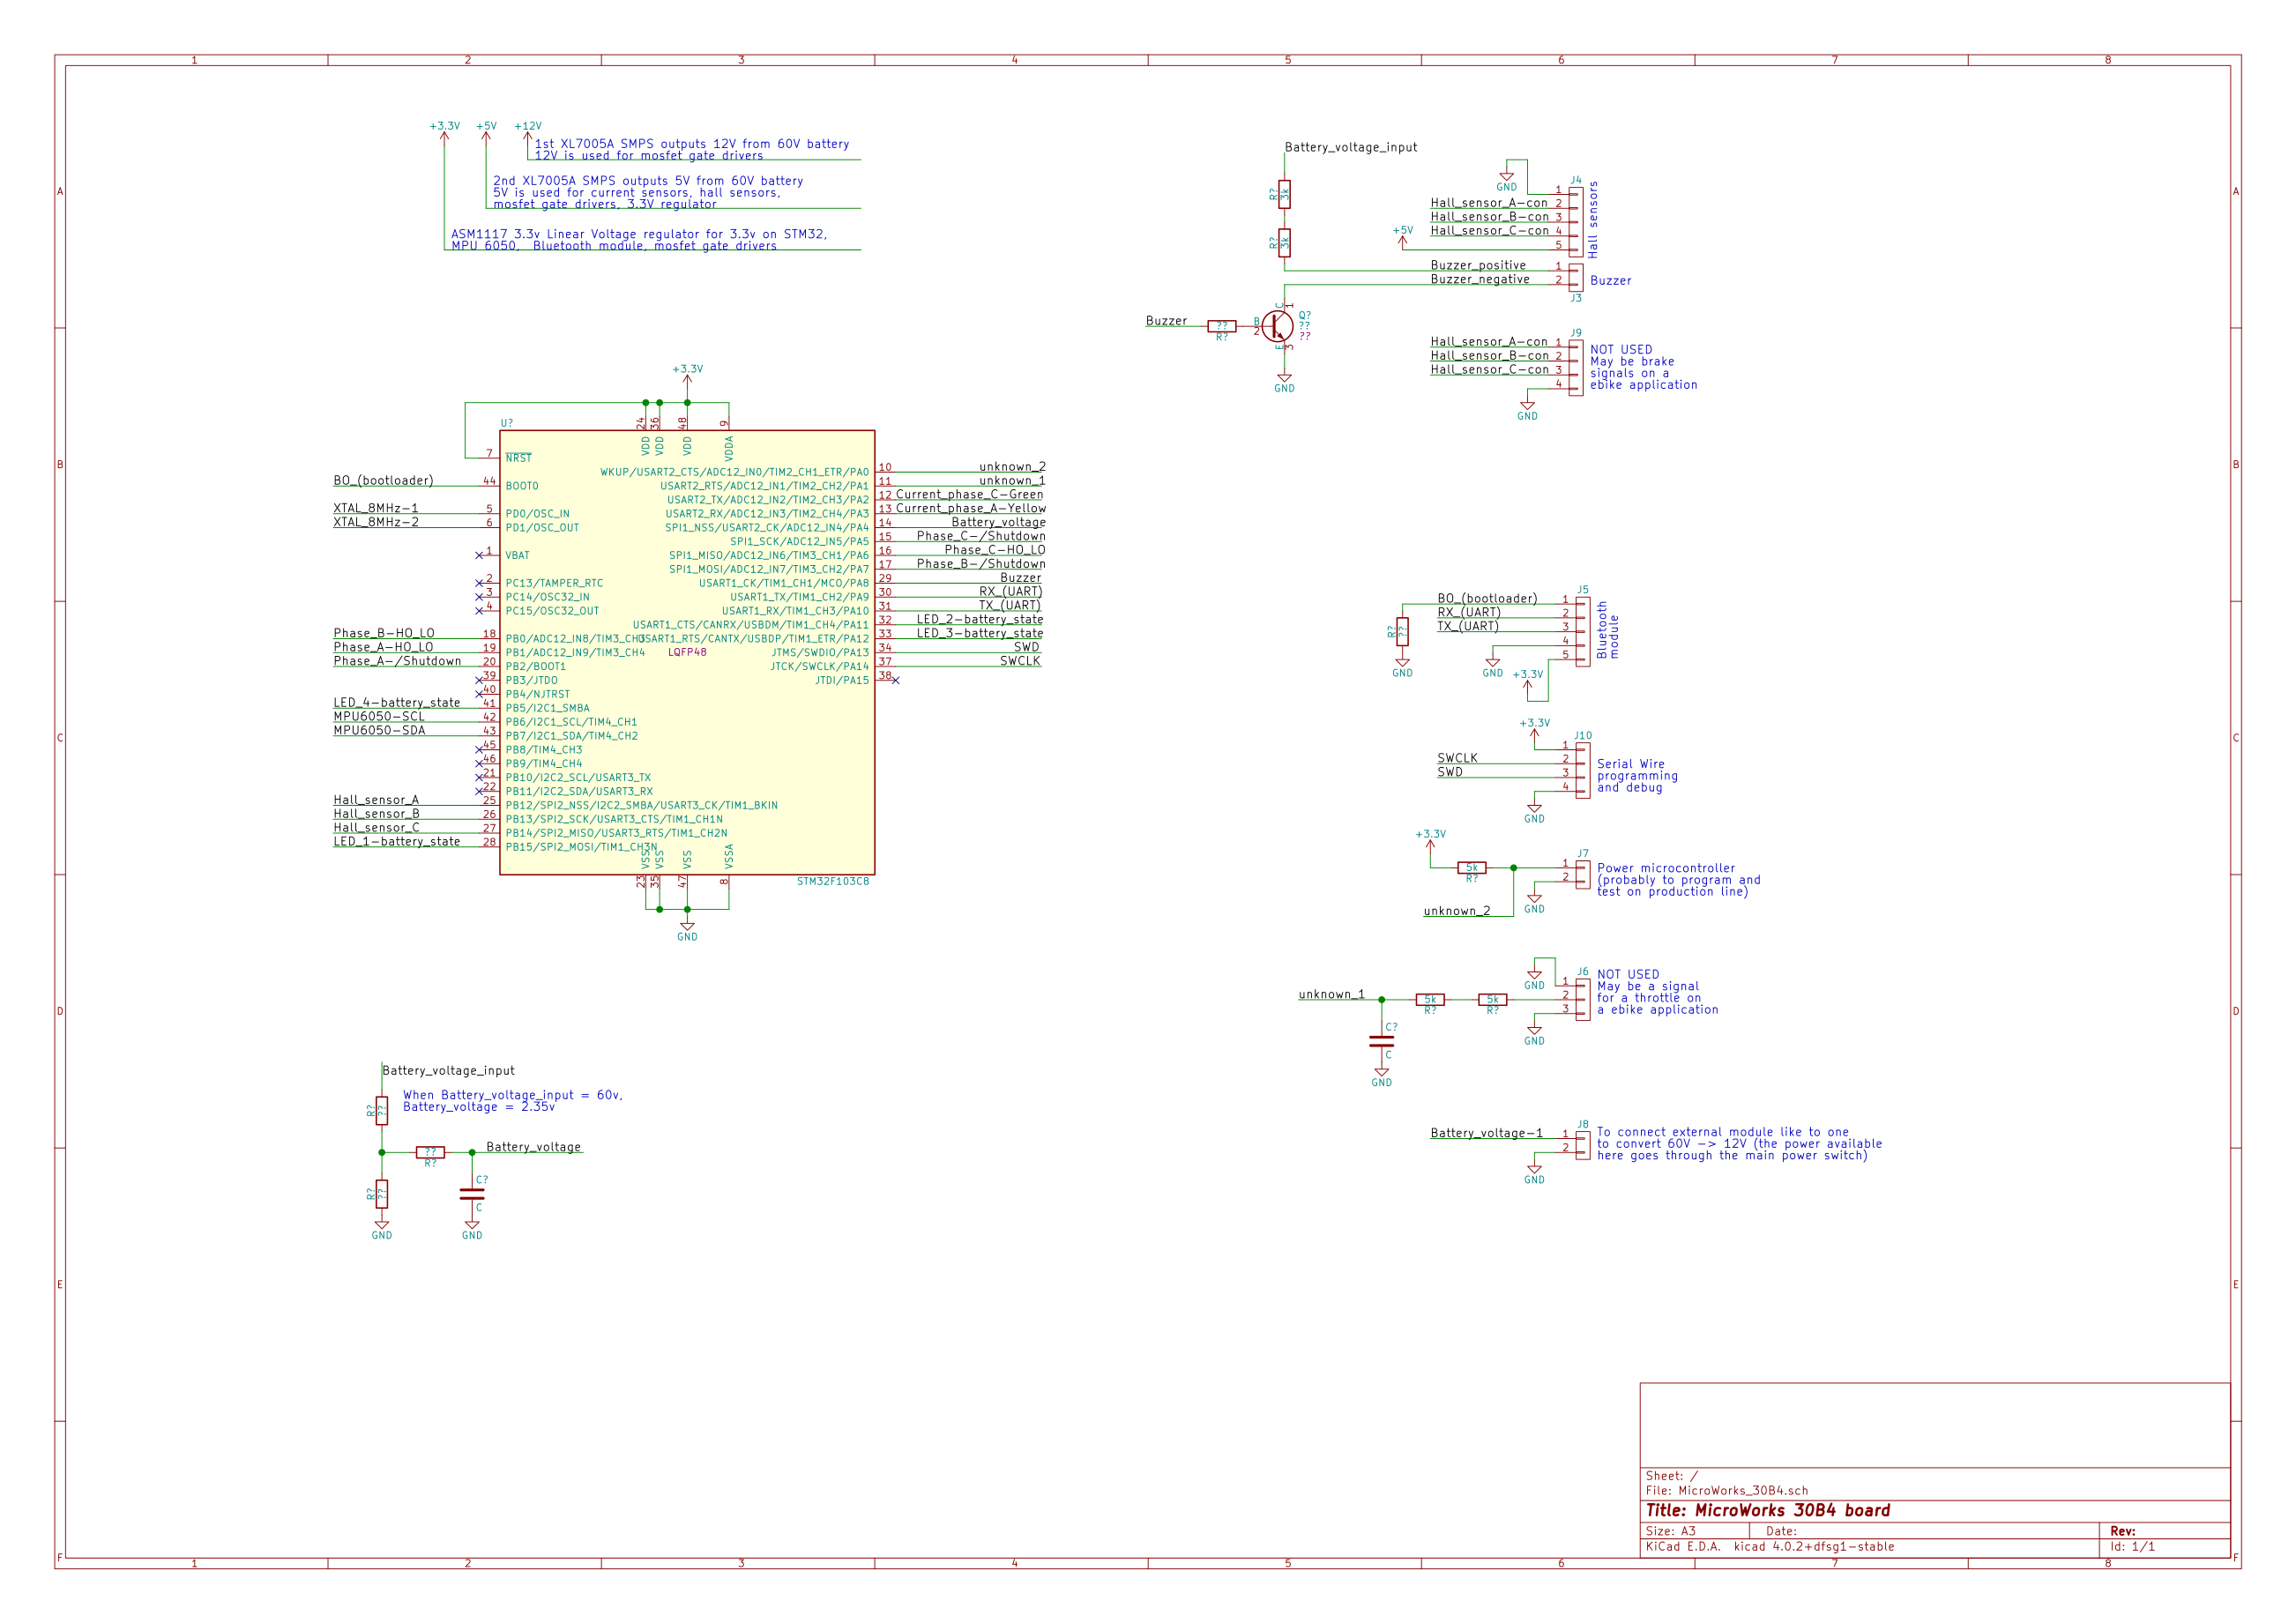 1 2 3 4 5 6 7 8
A A
B B
C C
D D
E E
F F
+3.3V +5V +12V
1st XL7005A SMPS outputs 12V from 60V battery
12V is used for mosfet gate drivers
2nd XL7005A SMPS outputs 5V from 60V battery
5V is used for current sensors, hall sensors,
mosfet gate drivers, 3.3V regulator
ASM1117 3.3v Linear Voltage regulator for 3.3v on STM32,
MPU 6050, Bluetooth module, mosfet gate drivers
Battery_voltage_input
R? 3k
R? 3k
Buzzer
??
R?
B
2
C
1
E
3
Q?
??
??
GND
GND
J4
Hall_sensor_A-con
Hall_sensor_B-con
Hall_sensor_C-con
+5V
1
2
3
4
5
Hall sensors
Buzzer_positive 1
Buzzer_negative 2
Buzzer
J3
J9
Hall_sensor_A-con 1
Hall_sensor_B-con 2
Hall_sensor_C-con 3
4
GND
NOT USED
May be brake
signals on a
ebike application
+3.3V
U?
24 VDD
36 VDD
48 VDD
9 VDDA
7 NRST
BO_(bootloader) 44 BOOT0
XTAL_8MHz-1 5 PD0/OSC_IN
XTAL_8MHz-2 6 PD1/OSC_OUT
1 VBAT
2 PC13/TAMPER_RTC
3 PC14/OSC32_IN
4 PC15/OSC32_OUT
Phase_B-HO_LO 18 PB0/ADC12_IN8/TIM3_CH3
Phase_A-HO_LO 19 PB1/ADC12_IN9/TIM3_CH4
Phase_A-/Shutdown 20 PB2/BOOT1
39 PB3/JTDO
40 PB4/NJTRST
LED_4-battery_state 41 PB5/I2C1_SMBA
MPU6050-SCL 42 PB6/I2C1_SCL/TIM4_CH1
MPU6050-SDA 43 PB7/I2C1_SDA/TIM4_CH2
45 PB8/TIM4_CH3
46 PB9/TIM4_CH4
21 PB10/I2C2_SCL/USART3_TX
22 PB11/I2C2_SDA/USART3_RX
Hall_sensor_A 25 PB12/SPI2_NSS/I2C2_SMBA/USART3_CK/TIM1_BKIN
Hall_sensor_B 26 PB13/SPI2_SCK/USART3_CTS/TIM1_CH1N
Hall_sensor_C 27 PB14/SPI2_MISO/USART3_RTS/TIM1_CH2N
LED_1-battery_state 28 PB15/SPI2_MOSI/TIM1_CH3N
WKUP/USART2_CTS/ADC12_IN0/TIM2_CH1_ETR/PA0 10 unknown_2
USART2_RTS/ADC12_IN1/TIM2_CH2/PA1 11 unknown_1
USART2_TX/ADC12_IN2/TIM2_CH3/PA2 12 Current_phase_C-Green
USART2_RX/ADC12_IN3/TIM2_CH4/PA3 13 Current_phase_A-Yellow
SPI1_NSS/USART2_CK/ADC12_IN4/PA4 14 Battery_voltage
SPI1_SCK/ADC12_IN5/PA5 15 Phase_C-/Shutdown
SPI1_MISO/ADC12_IN6/TIM3_CH1/PA6 16 Phase_C-HO_LO
SPI1_MOSI/ADC12_IN7/TIM3_CH2/PA7 17 Phase_B-/Shutdown
USART1_CK/TIM1_CH1/MCO/PA8 29 Buzzer
USART1_TX/TIM1_CH2/PA9 30 RX_(UART)
USART1_RX/TIM1_CH3/PA10 31 TX_(UART)
USART1_CTS/CANRX/USBDM/TIM1_CH4/PA11 32 LED_2-battery_state
USART1_RTS/CANTX/USBDP/TIM1_ETR/PA12 33 LED_3-battery_state
JTMS/SWDIO/PA13 34 SWD
JTCK/SWCLK/PA14 37 SWCLK
JTDI/PA15 38
LQFP48
23 VSS
35 VSS
47 VSS
8 VSSA
STM32F103C8
GND
J5
BO_(bootloader) 1
RX_(UART) 2
TX_(UART) 3
4
5
R? ??
GND
GND
+3.3V
Bluetooth
module
J10
+3.3V
1
SWCLK 2
SWD 3
4
GND
Serial Wire
programming
and debug
+3.3V
5k
R?
J7
1
2
GND
unknown_2
Power microcontroller
(probably to program and
test on production line)
unknown_1
5k
R?
5k
R?
C?
C
GND
J6
1
2
3
GND
GND
NOT USED
May be a signal
for a throttle on
a ebike application
J8
Battery_voltage-1 1
2
GND
To connect external module like to one
to convert 60V -> 12V (the power available
here goes through the main power switch)
Battery_voltage_input
When Battery_voltage_input = 60v,
Battery_voltage = 2.35v
R? ??
??
R?
Battery_voltage
R? ??
C?
C
GND
GND
Sheet: /
File: MicroWorks_30B4.sch
Title: MicroWorks 30B4 board
Size: A3 Date: Rev:
KiCad E.D.A. kicad 4.0.2+dfsg1-stable Id: 1/1
1 2 3 4 5 6 7 8